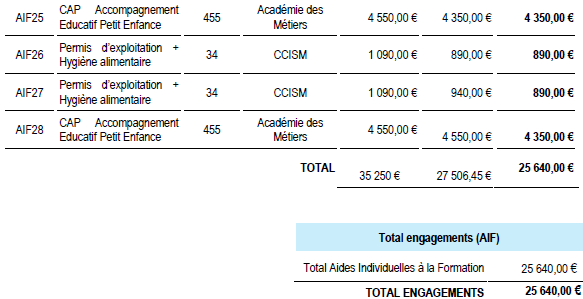 AIF25 CAP Accompagnement Educatif Petit Enfance 455 Académie des Métiers 4 550,00 € 4 350,00 € 4 350,00 €
AIF26 Permis d'exploitation + Hygiène alimentaire 34 CCISM 1 090,00 € 890,00 € 890,00 €
AIF27 Permis d'exploitation + Hygiène alimentaire 34 CCISM 1 090,00 € 940,00 € 890,00 €
AIF28 CAP Accompagnement Educatif Petit Enfance 455 Académie des Métiers 4 550,00 € 4 550,00 € 4 350,00 €
TOTAL 35 250 € 27 506,45 € 25 640,00 €
Total engagements (AIF)
Total Aides Individuelles à la Formation 25 640,00 €
TOTAL ENGAGEMENTS 25 640,00 €